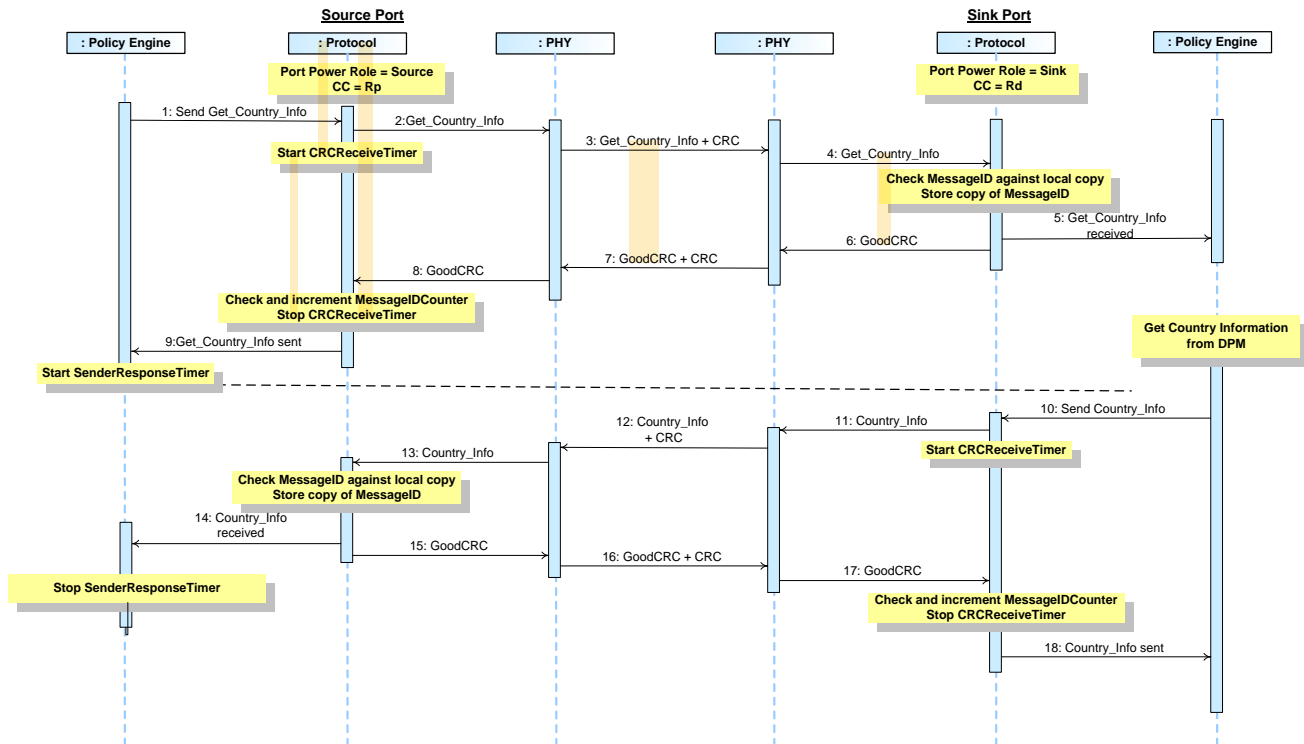 Source Port
Sink Port
: Policy Engine
: Protocol
: PHY
: PHY
: Protocol
: Policy Engine
Port Power Role = Source
CC = Rp
Port Power Role = Sink
CC = Rd
1: Send Get_Country_Info
2:Get_Country_Info
Start CRCReceiveTimer
3: Get_Country_Info + CRC
4: Get_Country_Info
Check MessageID against local copy
Store copy of MessageID
5: Get_Country_Info
received
6: GoodCRC
7: GoodCRC + CRC
8: GoodCRC
Check and increment MessageIDCounter
Stop CRCReceiveTimer
9:Get_Country_Info sent
Start SenderResponseTimer
Get Country Information
from DPM
10: Send Country_Info
11: Country_Info
Start CRCReceiveTimer
12: Country_Info
+ CRC
13: Country_Info
Check MessageID against local copy
Store copy of MessageID
14: Country_Info
received
15: GoodCRC
16: GoodCRC + CRC
17: GoodCRC
Stop SenderResponseTimer
Check and increment MessageIDCounter
Stop CRCReceiveTimer
18: Country_Info sent